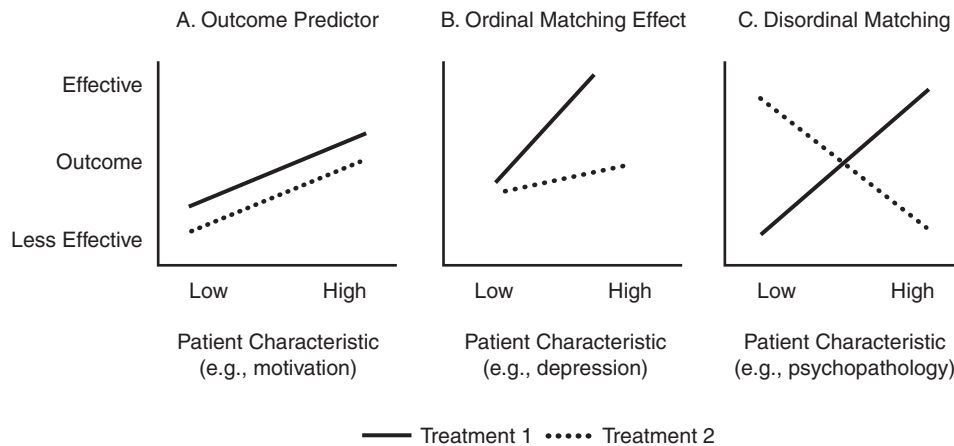 A. Outcome Predictor
B. Ordinal Matching Effect
C. Disordinal Matching
Effective
Outcome
Less Effective
Low High
Low High
Low High
Patient Characteristic
(e.g., motivation)
Patient Characteristic
(e.g., depression)
Patient Characteristic
(e.g., psychopathology)
Treatment 1 Treatment 2